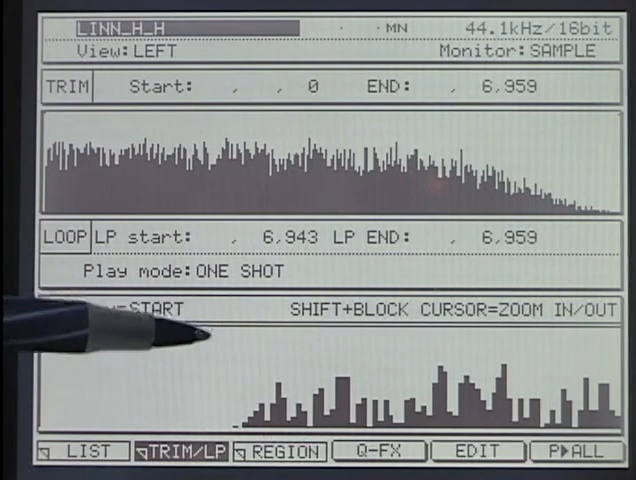 LINN_H_H MN 44.1kHz/16bit
View:LEFT Monitor:SAMPLE
TRIM Start: , , 0 END: , 6,959
LOOP LP start: , 6,943 LP END: , 6,959
Play mode:ONE SHOT
=START SHIFT+BLOCK CURSOR=ZOOM IN/OUT
LIST TRIM/LP REGION Q-FX EDIT P▶ALL